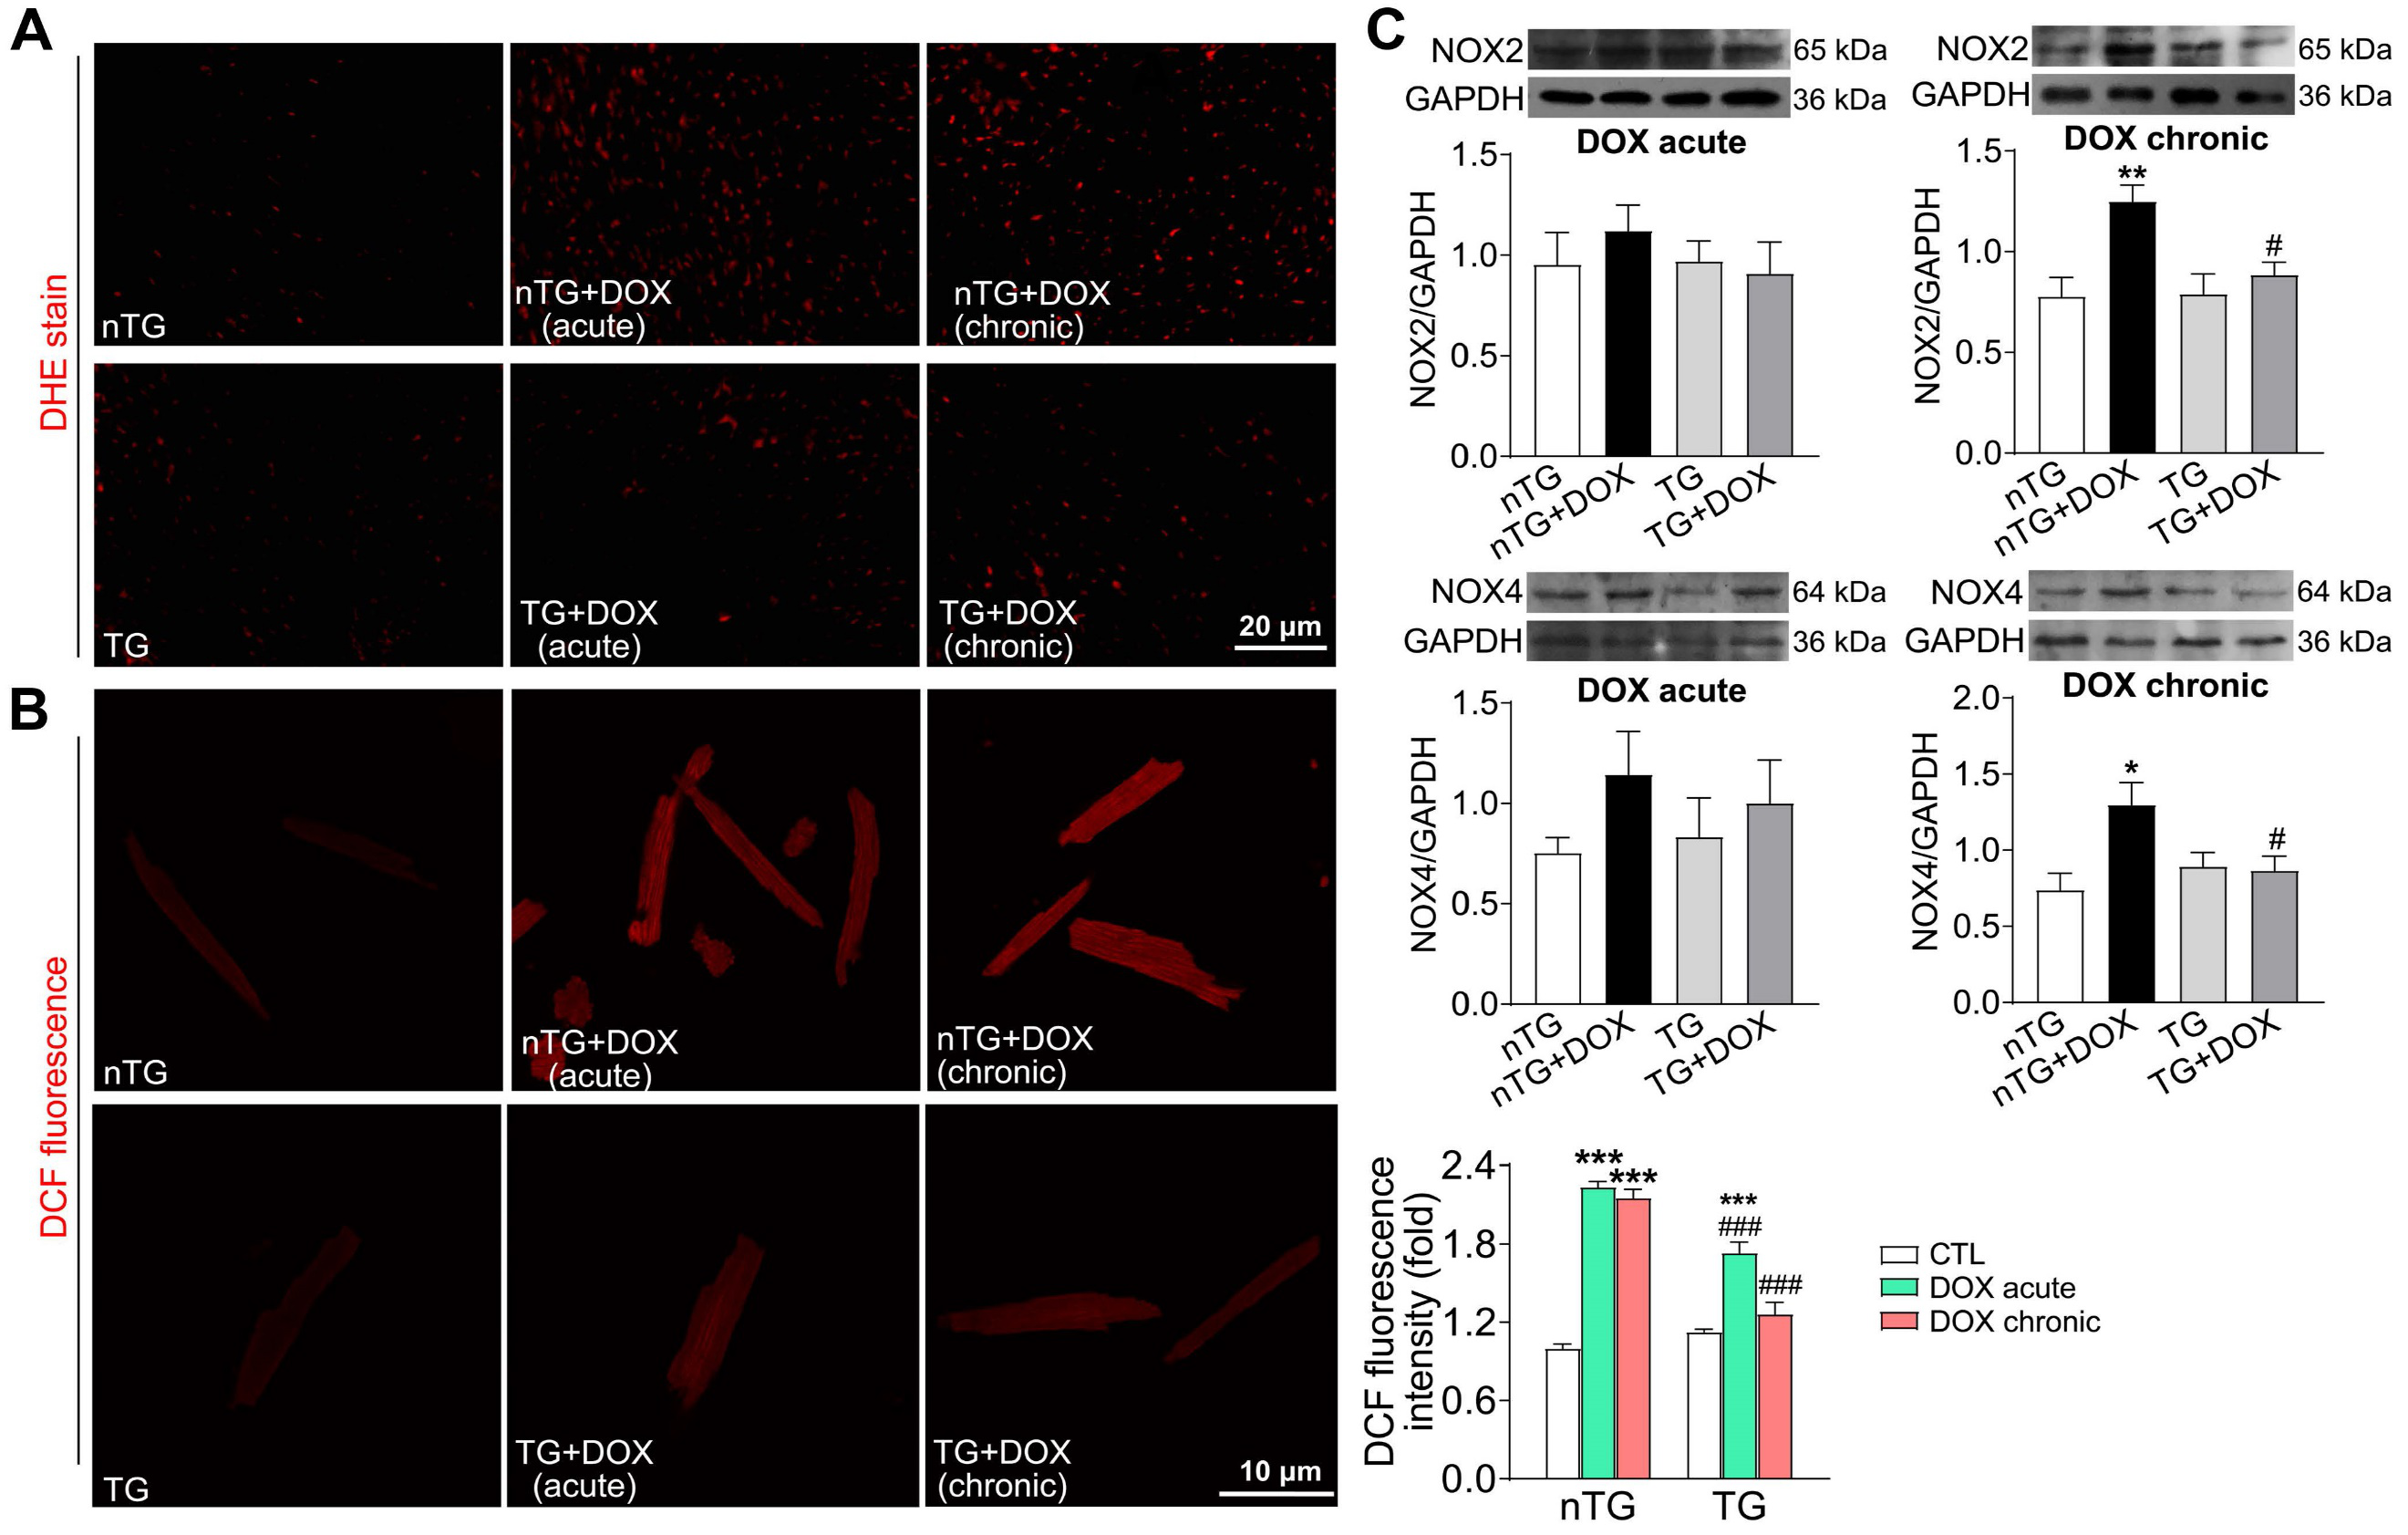 A
DHE stain
nTG
nTG+DOX
(acute)
nTG+DOX
(chronic)
TG
TG+DOX
(acute)
TG+DOX
(chronic)
20 µm
B
DCF fluorescence
nTG
nTG+DOX
(acute)
nTG+DOX
(chronic)
TG
TG+DOX
(acute)
TG+DOX
(chronic)
10 µm
C
NOX2
65 kDa
GAPDH
36 kDa
DOX acute
NOX2/GAPDH
1.5
1.0
0.5
0.0
nTG
nTG+DOX
TG
TG+DOX
NOX2
65 kDa
GAPDH
36 kDa
DOX chronic
NOX2/GAPDH
1.5
1.0
0.5
0.0
**
#
nTG
nTG+DOX
TG
TG+DOX
NOX4
64 kDa
GAPDH
36 kDa
DOX acute
NOX4/GAPDH
1.5
1.0
0.5
0.0
nTG
nTG+DOX
TG
TG+DOX
NOX4
64 kDa
GAPDH
36 kDa
DOX chronic
NOX4/GAPDH
2.0
1.5
1.0
0.5
0.0
*
#
nTG
nTG+DOX
TG
TG+DOX
DCF fluorescence
intensity (fold)
2.4
1.8
1.2
0.6
0.0
***
***
***
###
###
nTG
TG
CTL
DOX acute
DOX chronic